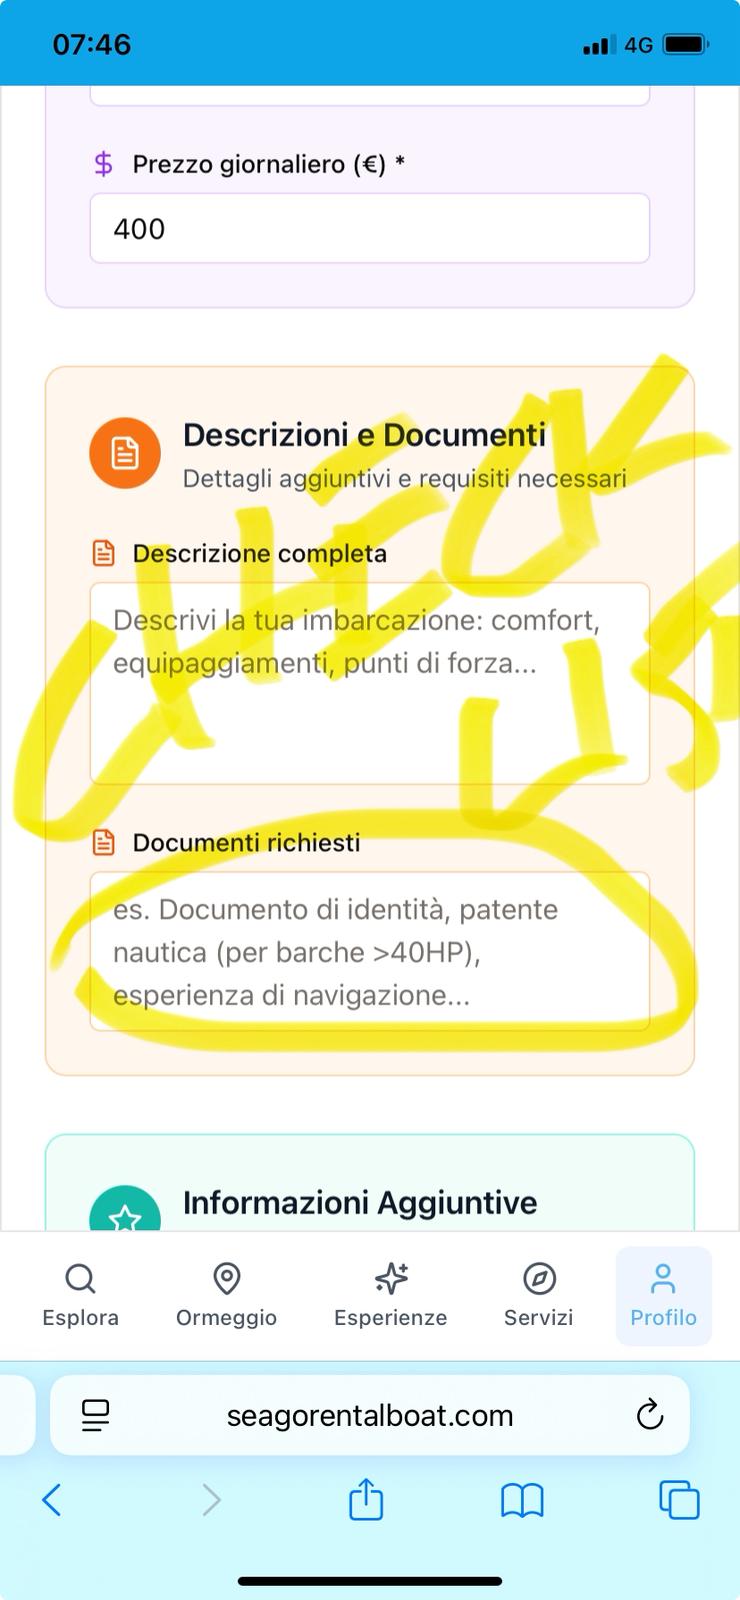 07:46
4G
Prezzo giornaliero (€) *
400
Descrizioni e Documenti
Dettagli aggiuntivi e requisiti necessari
CHECK
LIST
Descrizione completa
Descrivi la tua imbarcazione: comfort,
equipaggiamenti, punti di forza...
Documenti richiesti
es. Documento di identità, patente
nautica (per barche >40HP),
esperienza di navigazione...
Informazioni Aggiuntive
Esplora
Ormeggio
Esperienze
Servizi
Profilo
seagorentalboat.com